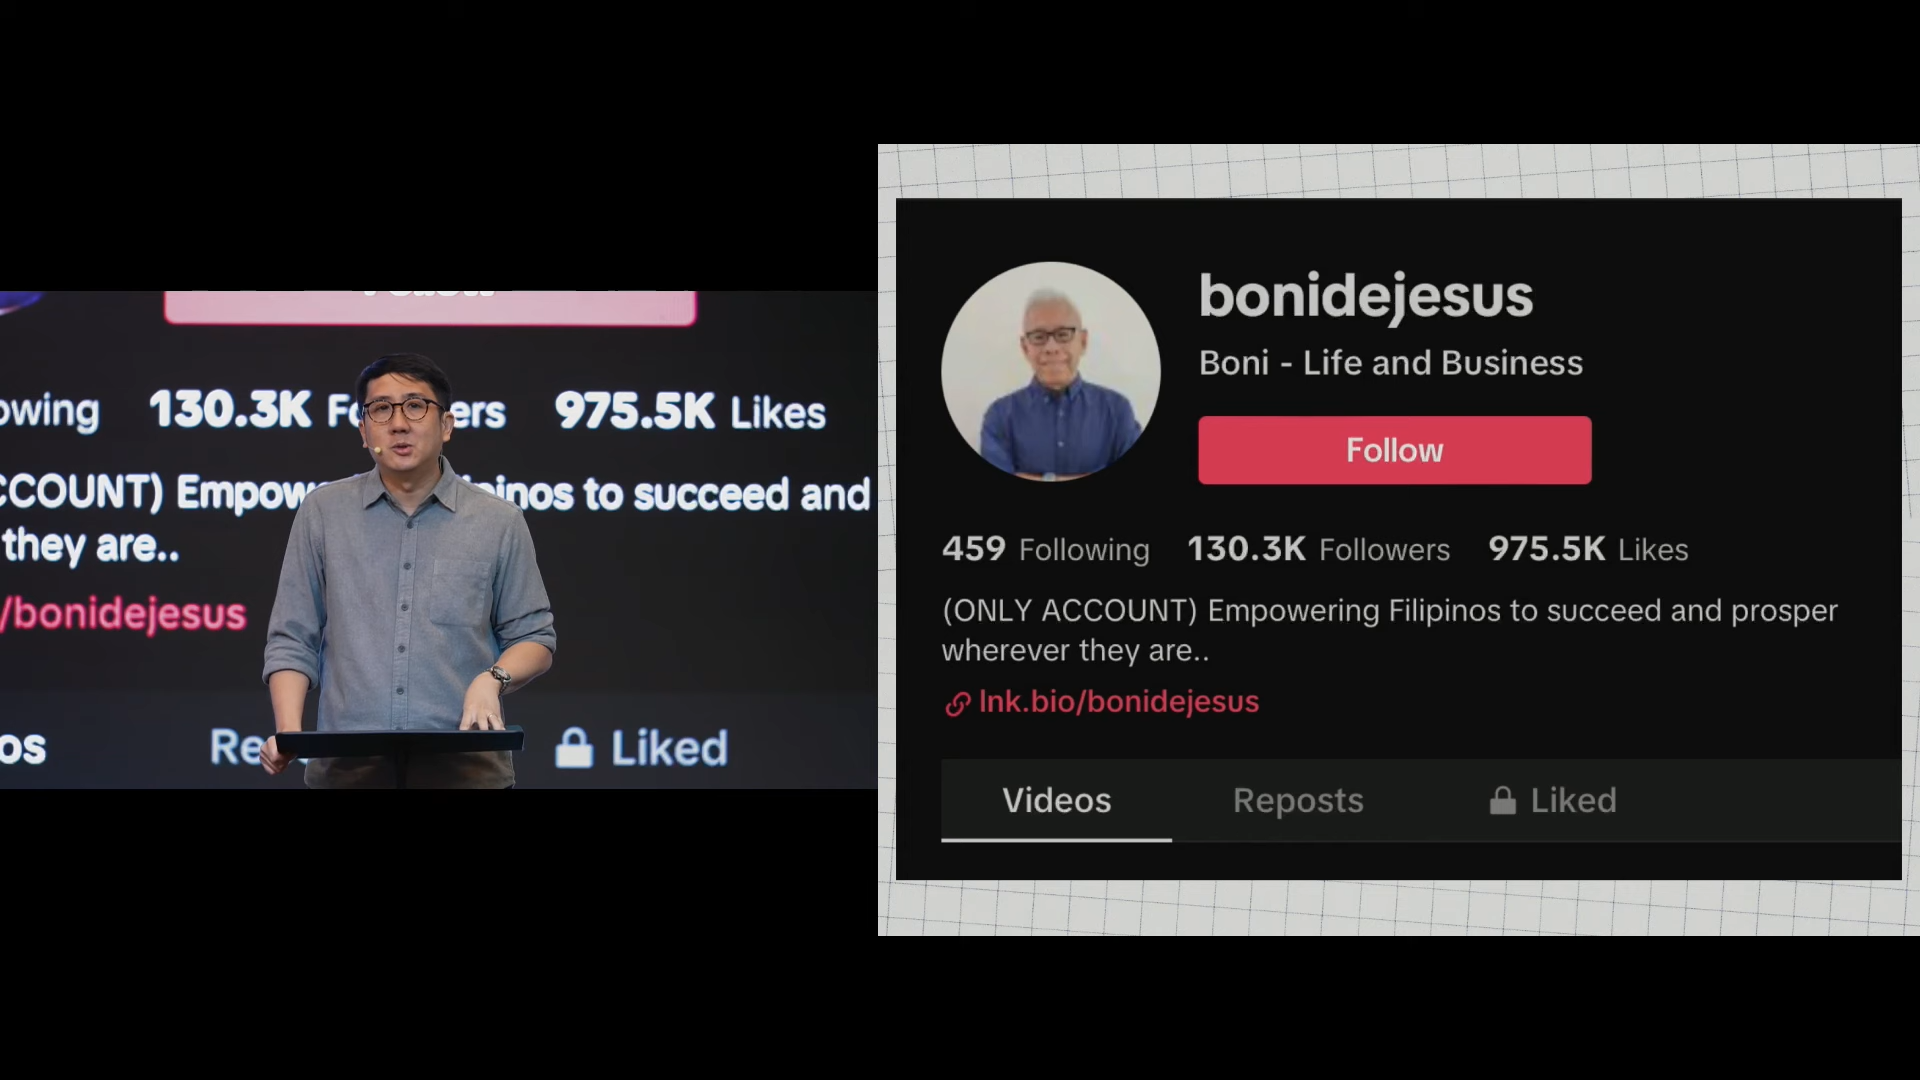 owing 130.3K Fo ers 975.5K Likes
CCOUNT) Empow ipinos to succeed and
they are..
/bonidejesus
os Re Liked
bonidejesus
Boni - Life and Business
Follow
459 Following 130.3K Followers 975.5K Likes
(ONLY ACCOUNT) Empowering Filipinos to succeed and prosper
wherever they are..
lnk.bio/bonidejesus
Videos Reposts Liked